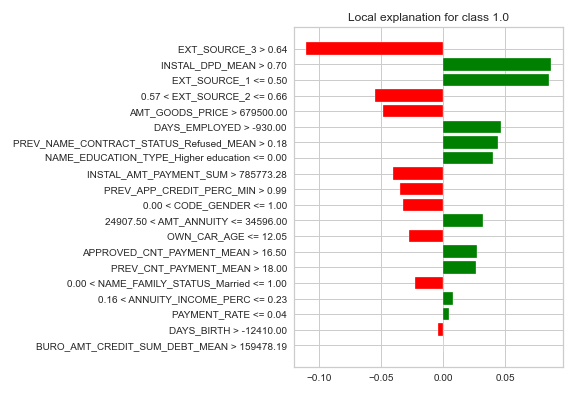 Local explanation for class 1.0
EXT_SOURCE_3 > 0.64
INSTAL_DPD_MEAN > 0.70
EXT_SOURCE_1 <= 0.50
0.57 < EXT_SOURCE_2 <= 0.66
AMT_GOODS_PRICE > 679500.00
DAYS_EMPLOYED > -930.00
PREV_NAME_CONTRACT_STATUS_Refused_MEAN > 0.18
NAME_EDUCATION_TYPE_Higher education <= 0.00
INSTAL_AMT_PAYMENT_SUM > 785773.28
PREV_APP_CREDIT_PERC_MIN > 0.99
0.00 < CODE_GENDER <= 1.00
24907.50 < AMT_ANNUITY <= 34596.00
OWN_CAR_AGE <= 12.05
APPROVED_CNT_PAYMENT_MEAN > 16.50
PREV_CNT_PAYMENT_MEAN > 18.00
0.00 < NAME_FAMILY_STATUS_Married <= 1.00
0.16 < ANNUITY_INCOME_PERC <= 0.23
PAYMENT_RATE <= 0.04
DAYS_BIRTH > -12410.00
BURO_AMT_CREDIT_SUM_DEBT_MEAN > 159478.19
−0.10 −0.05 0.00 0.05